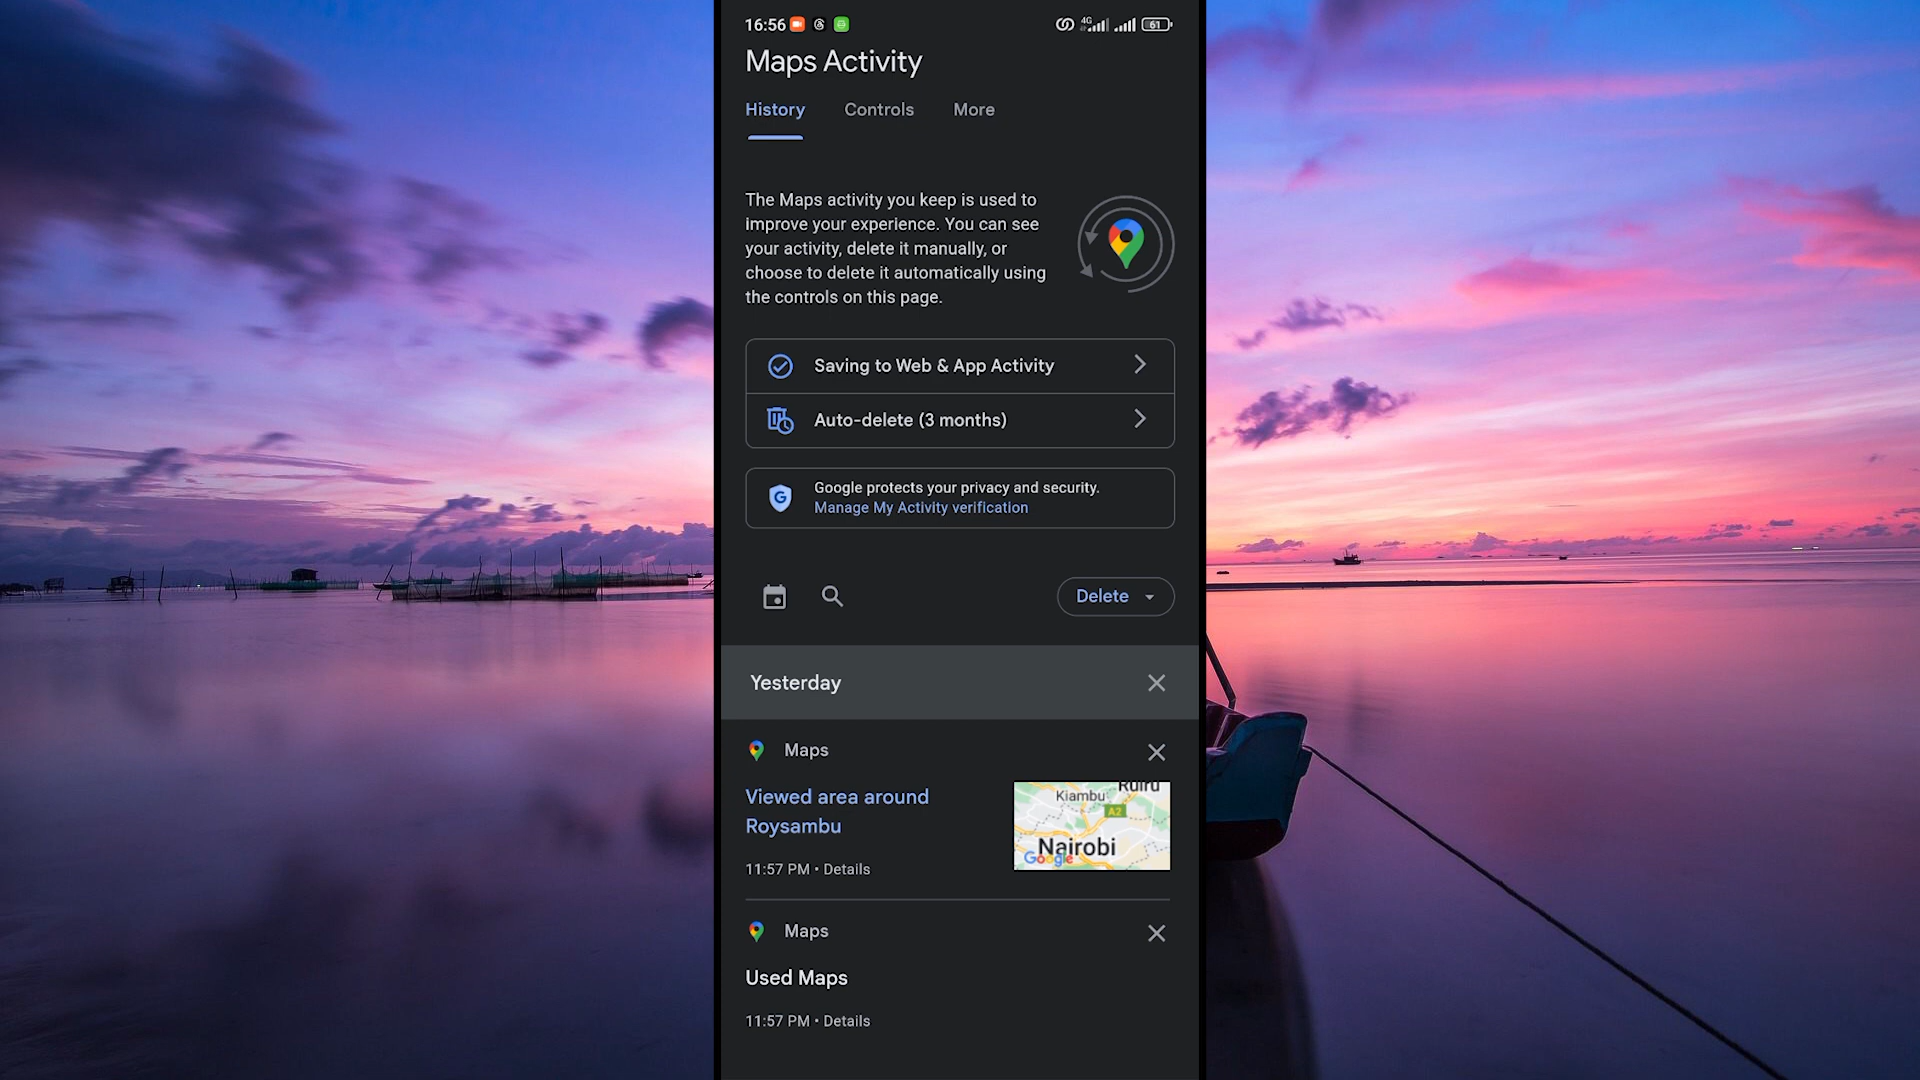 16:56
4G
61
Maps Activity
History
Controls
More
The Maps activity you keep is used to
improve your experience. You can see
your activity, delete it manually, or
choose to delete it automatically using
the controls on this page.
Saving to Web & App Activity
Auto-delete (3 months)
G
Google protects your privacy and security.
Manage My Activity verification
Delete
Yesterday
Maps
Viewed area around
Roysambu
11:57 PM • Details
Ruiru
Kiambu
A2
Nairobi
Google
Maps
Used Maps
11:57 PM • Details